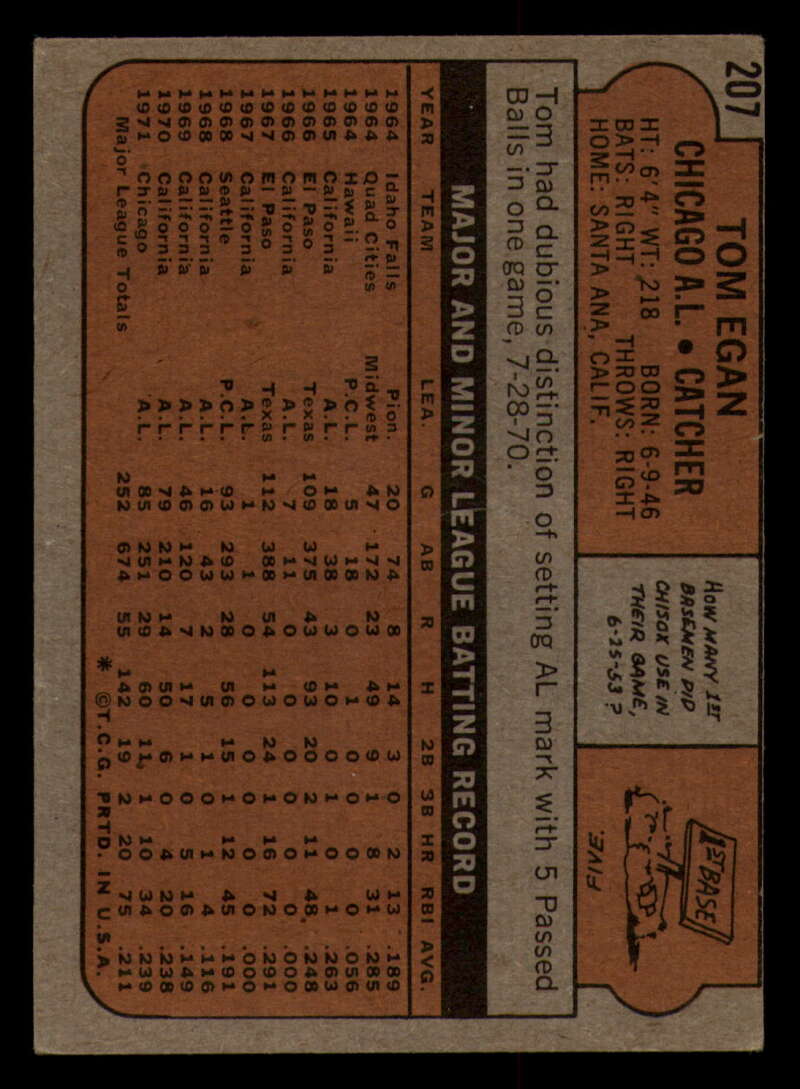 207
TOM EGAN
CHICAGO A.L. • CATCHER
HT: 6'4" WT: 218 BORN: 6-9-46
BATS: RIGHT THROWS: RIGHT
HOME: SANTA ANA, CALIF.
HOW MANY 1ST
BASEMEN DID
CHISOX USE IN
THEIR GAME,
6-25-53?
1ST BASE
FIVE.
Tom had dubious distinction of setting AL mark with 5 Passed
Balls in one game, 7-28-70.
MAJOR AND MINOR LEAGUE BATTING RECORD
YEAR TEAM LEA. G AB R H 2B 3B HR RBI AVG.
1964 Idaho Falls Pion. 20 74 8 14 3 0 2 13 .189
1964 Quad Cities Midwest 47 172 23 49 9 1 8 31 .285
1964 Hawaii P.C.L. 5 18 0 1 0 0 0 0 .056
1965 California A.L. 18 38 3 10 0 1 0 1 .263
1966 El Paso Texas 109 375 43 93 20 2 11 48 .248
1966 California A.L. 7 11 0 0 0 0 0 0 .000
1967 El Paso Texas 112 388 54 113 24 1 16 72 .291
1967 California A.L. 1 1 0 0 0 0 0 0 .000
1968 Seattle P.C.L. 93 293 28 56 15 1 12 45 .191
1968 California A.L. 16 43 2 5 1 0 1 4 .116
1969 California A.L. 46 120 7 17 1 0 5 16 .149
1970 California A.L. 79 210 14 50 6 0 4 20 .238
1971 Chicago A.L. 85 251 29 60 11 1 10 34 .239
Major League Totals 252 674 55 142 19 2 20 75 .211
* ©T.C.G. PRTD. IN U.S.A.